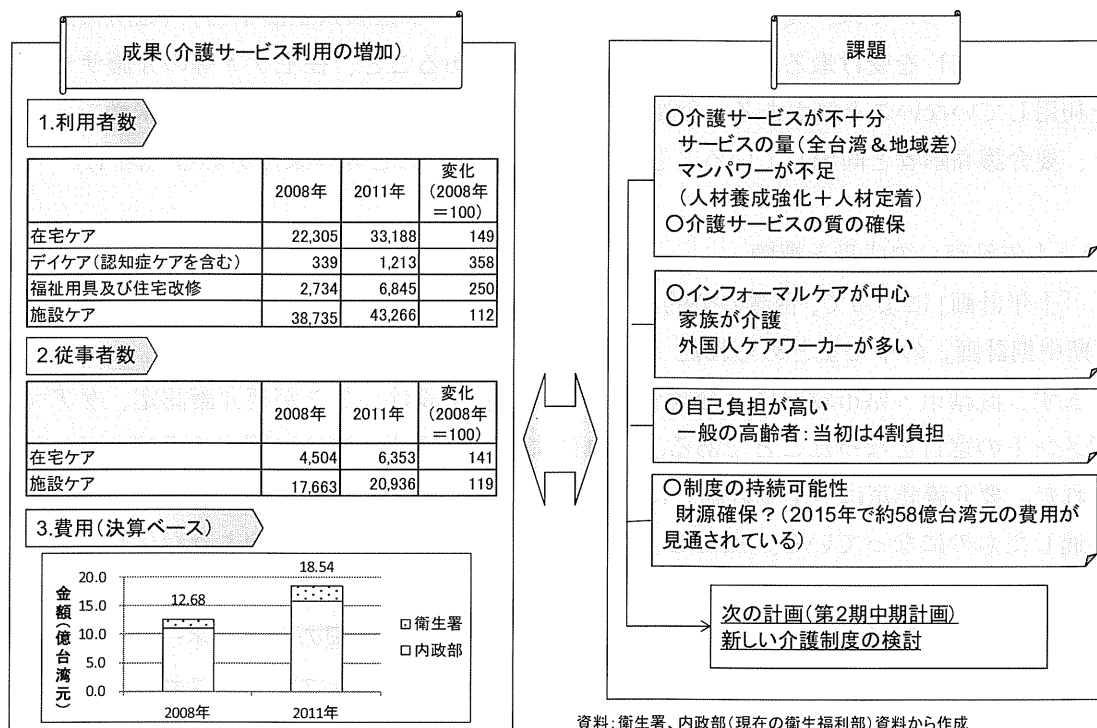 成果(介護サービス利用の増加)
1.利用者数
2008年 2011年 変化(2008年=100)
在宅ケア 22,305 33,188 149
デイケア(認知症ケアを含む) 339 1,213 358
福祉用具及び住宅改修 2,734 6,845 250
施設ケア 38,735 43,266 112
2.従事者数
2008年 2011年 変化(2008年=100)
在宅ケア 4,504 6,353 141
施設ケア 17,663 20,936 119
3.費用(決算ベース)
金額(億台湾元)
20.0
15.0
10.0
5.0
0.0
12.68
18.54
2008年
2011年
衛生署
内政部
課題
○介護サービスが不十分
サービスの量(全台湾&地域差)
マンパワーが不足
(人材養成強化+人材定着)
○介護サービスの質の確保
○インフォーマルケアが中心
家族が介護
外国人ケアワーカーが多い
○自己負担が高い
一般の高齢者:当初は4割負担
○制度の持続可能性
財源確保?(2015年で約58億台湾元の費用が
見通されている)
次の計画(第2期中期計画)
新しい介護制度の検討
資料:衛生署、内政部(現在の衛生福利部)資料から作成